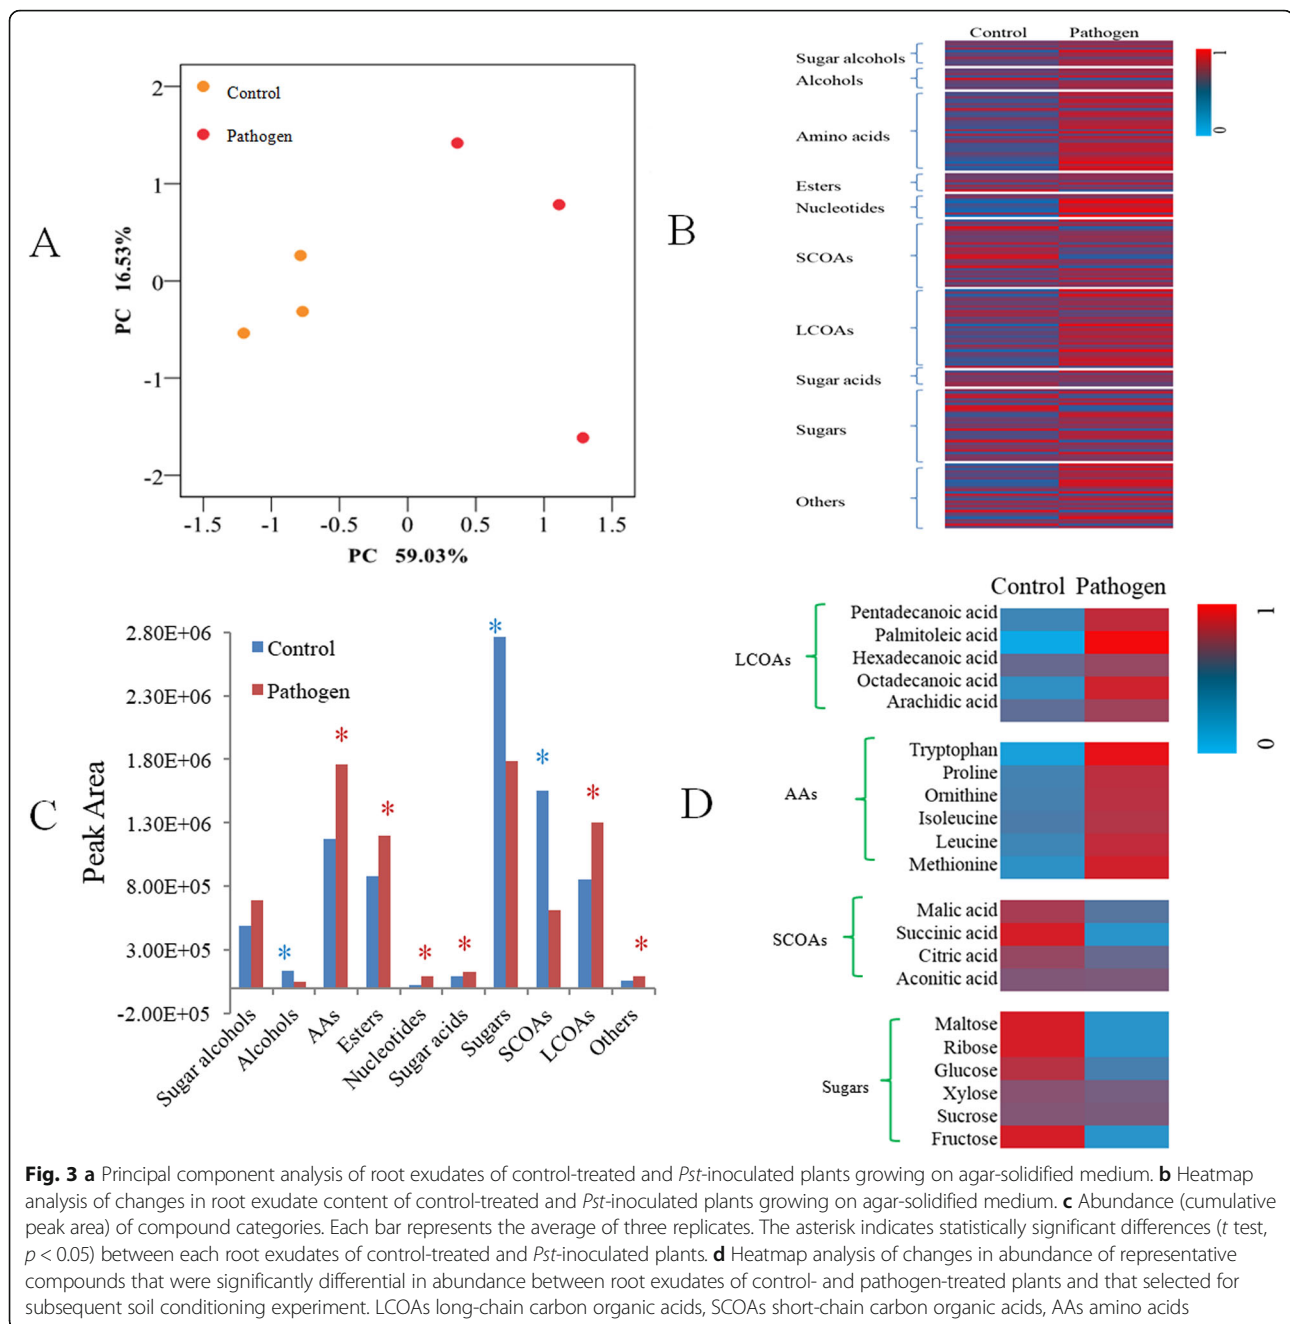 A
2
1
0
-1
-2
PC 16.53%
Control
Pathogen
-1.5
-1
-0.5
0
0.5
1
1.5
PC 59.03%
B
Control
Pathogen
Sugar alcohols
Alcohols
Amino acids
Esters
Nucleotides
SCOAs
LCOAs
Sugar acids
Sugars
Others
1
0
C
Peak Area
2.80E+06
2.30E+06
1.80E+06
1.30E+06
8.00E+05
3.00E+05
-2.00E+05
Control
Pathogen
*
*
*
*
*
*
*
*
*
Sugar alcohols
Alcohols
AAs
Esters
Nucleotides
Sugar acids
Sugars
SCOAs
LCOAs
Others
D
Control Pathogen
LCOAs
Pentadecanoic acid
Palmitoleic acid
Hexadecanoic acid
Octadecanoic acid
Arachidic acid
AAs
Tryptophan
Proline
Ornithine
Isoleucine
Leucine
Methionine
SCOAs
Malic acid
Succinic acid
Citric acid
Aconitic acid
Sugars
Maltose
Ribose
Glucose
Xylose
Sucrose
Fructose
1
0
Fig. 3 a Principal component analysis of root exudates of control-treated and Pst-inoculated plants growing on agar-solidified medium. b Heatmap
analysis of changes in root exudate content of control-treated and Pst-inoculated plants growing on agar-solidified medium. c Abundance (cumulative
peak area) of compound categories. Each bar represents the average of three replicates. The asterisk indicates statistically significant differences (t test,
p < 0.05) between each root exudates of control-treated and Pst-inoculated plants. d Heatmap analysis of changes in abundance of representative
compounds that were significantly differential in abundance between root exudates of control- and pathogen-treated plants and that selected for
subsequent soil conditioning experiment. LCOAs long-chain carbon organic acids, SCOAs short-chain carbon organic acids, AAs amino acids